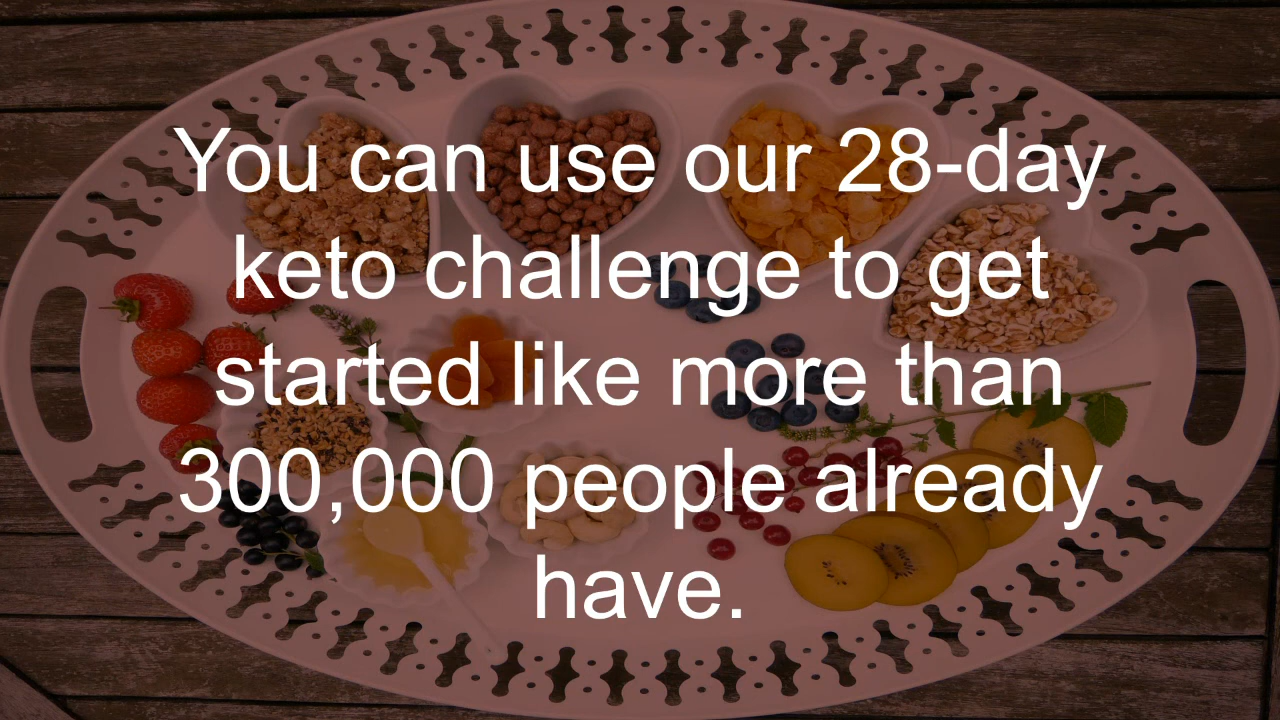 You can use our 28-day
keto challenge to get
started like more than
300,000 people already
have.